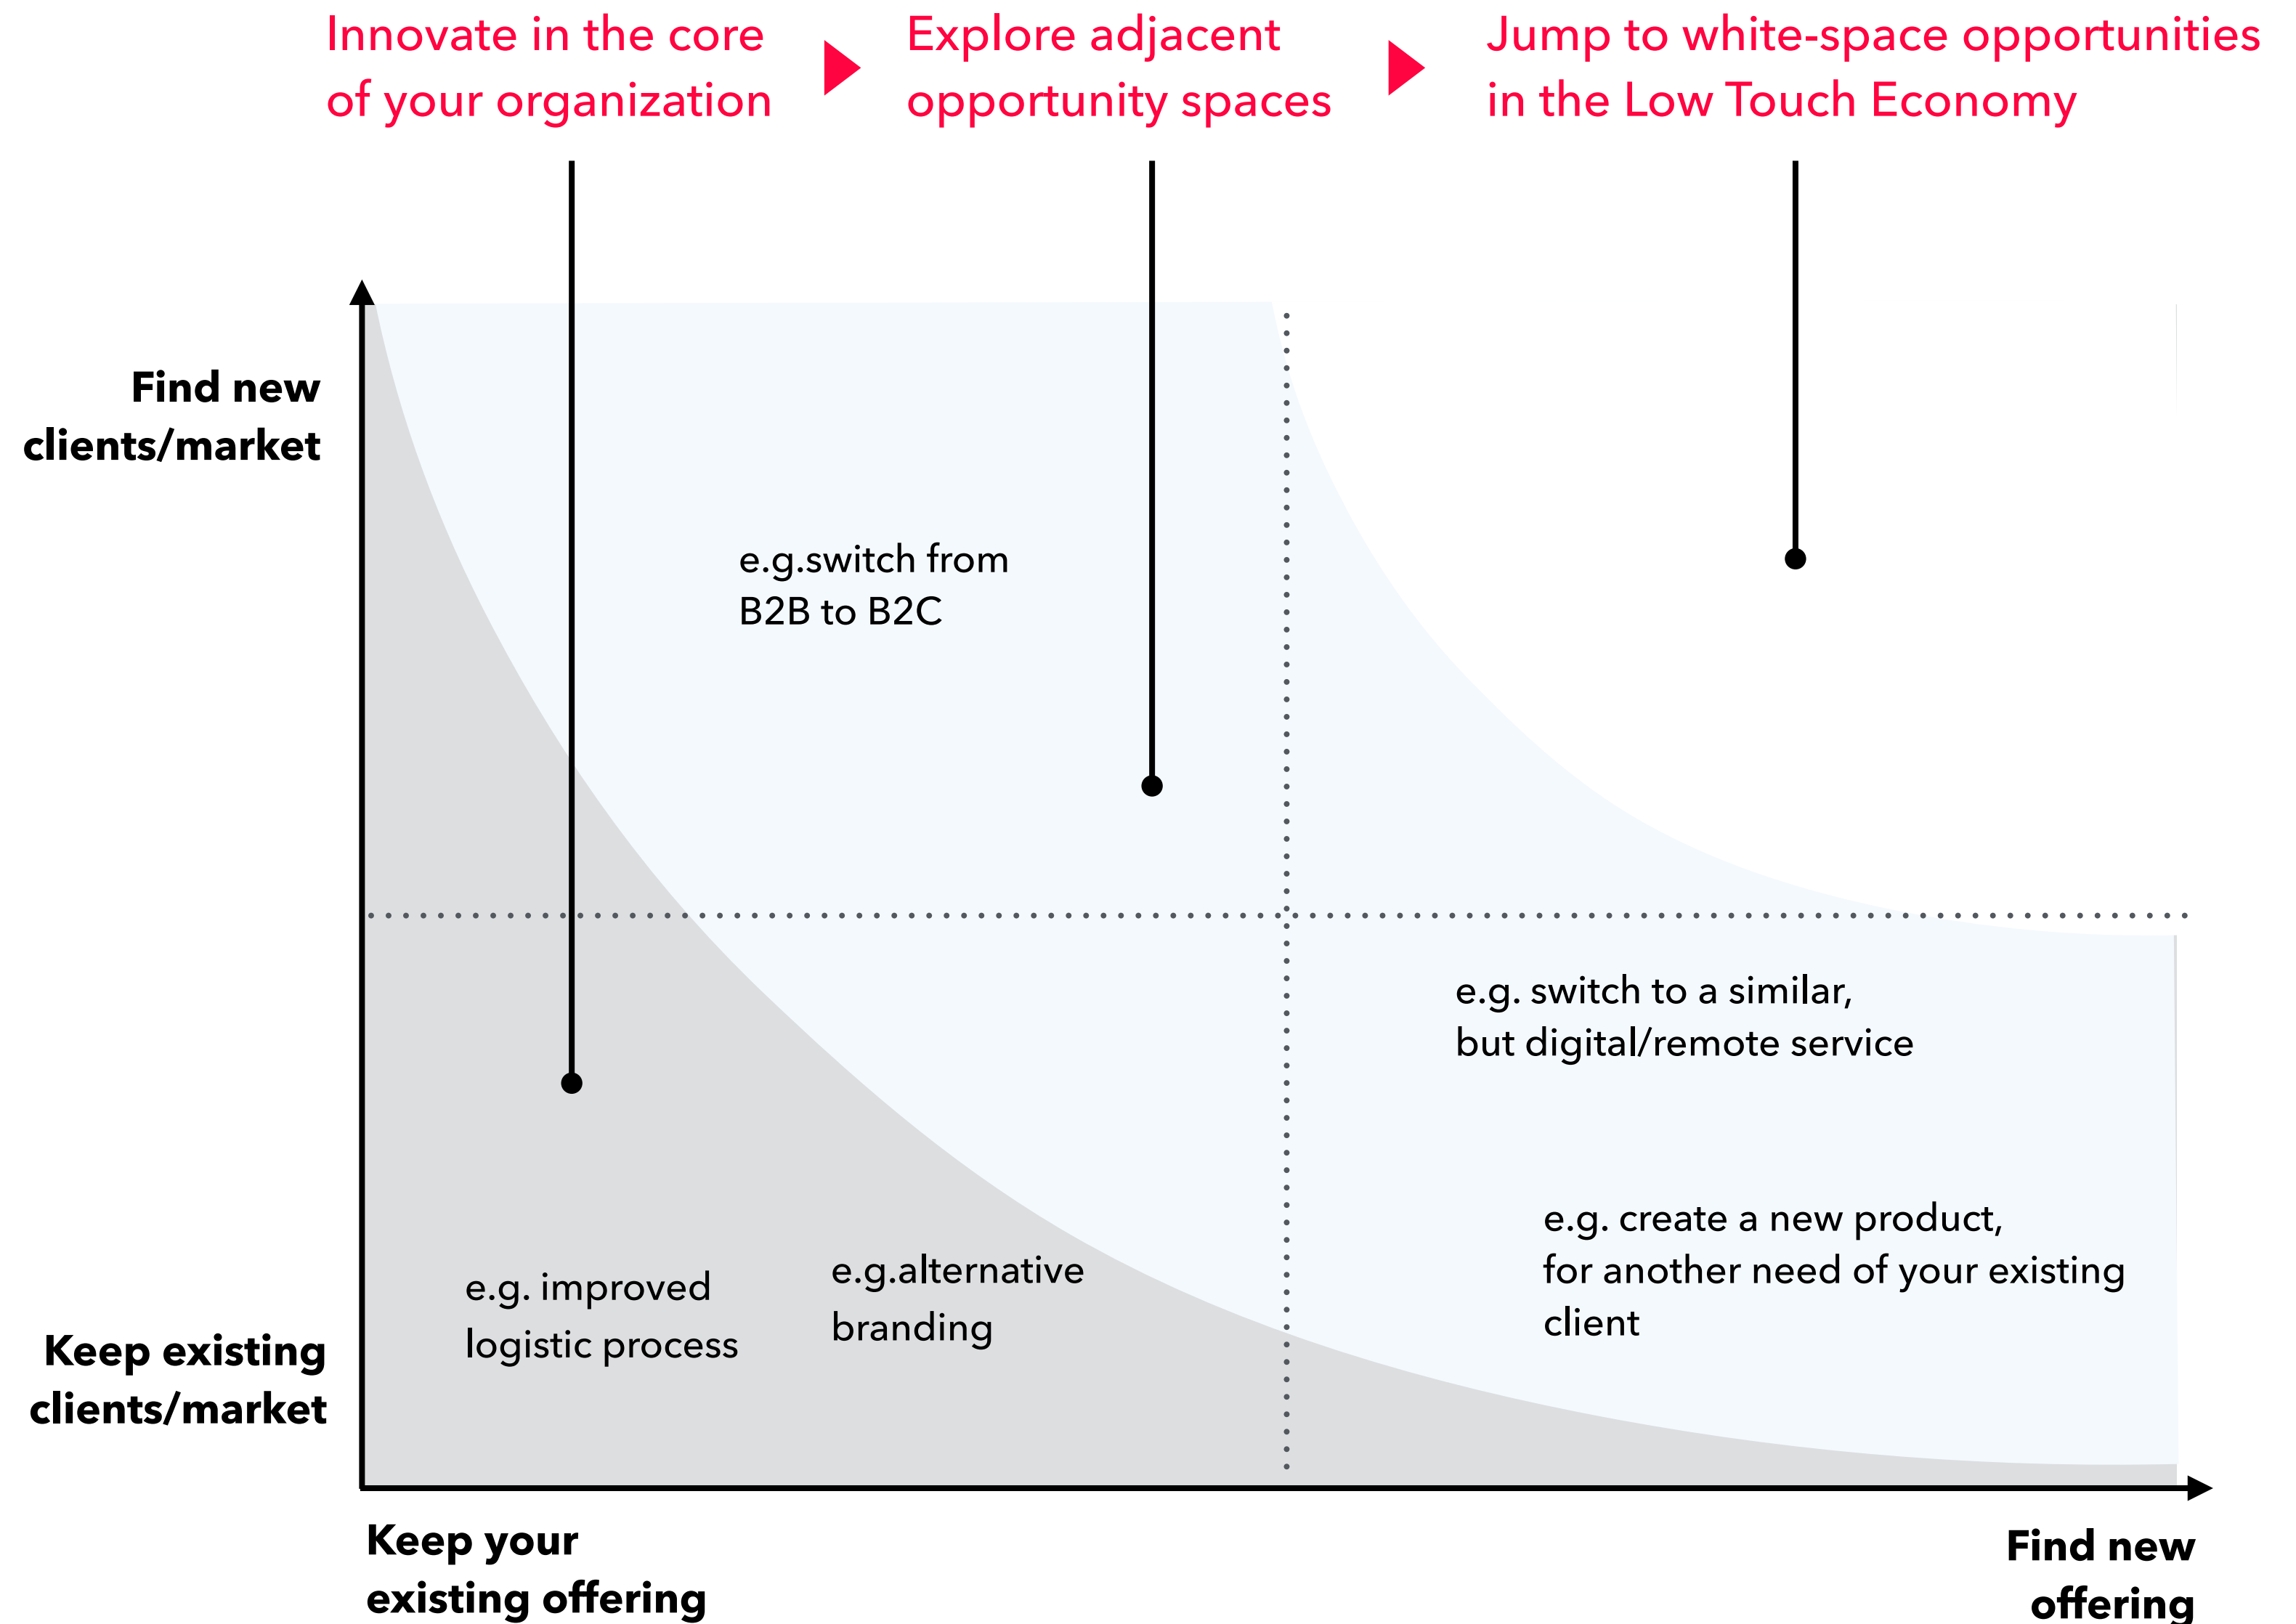 Innovate in the core
of your organization
Explore adjacent
opportunity spaces
Jump to white-space opportunities
in the Low Touch Economy
Find new
clients/market
e.g.switch from
B2B to B2C
e.g. switch to a similar,
but digital/remote service
e.g. create a new product,
for another need of your existing
client
e.g. improved
logistic process
e.g.alternative
branding
Keep existing
clients/market
Keep your
existing offering
Find new
offering